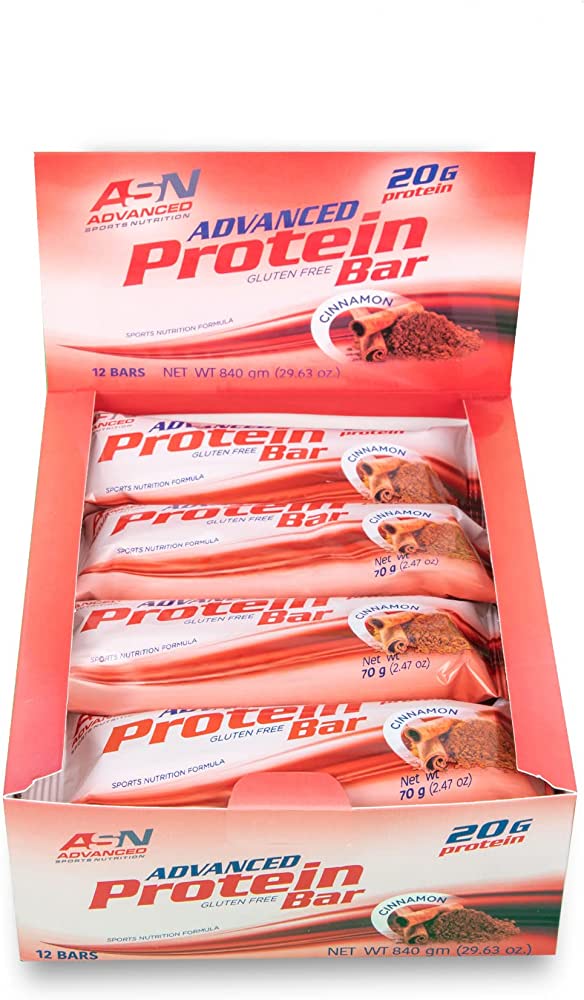 ASN
ADVANCED
SPORTS NUTRITION
20G
protein
ADVANCED
Protein
GLUTEN FREE Bar
CINNAMON
SPORTS NUTRITION FORMULA
12 BARS NET WT 840 gm (29.63 oz.)
ADVANCED
Protein
protein
GLUTEN FREE Bar
CINNAMON
SPORTS NUTRITION FORMULA
ADVANCED
Protein
GLUTEN FREE Bar
CINNAMON
SPORTS NUTRITION FORMULA
Net wt
70 g (2.47 oz)
ADVANCED
Protein
GLUTEN FREE Bar
CINNAMON
SPORTS NUTRITION FORMULA
Net wt
70 g (2.47 oz)
ADVANCED
Protein
GLUTEN FREE Bar
CINNAMON
SPORTS NUTRITION FORMULA
Net wt
70 g (2.47 oz)
ASN
ADVANCED
SPORTS NUTRITION
20G
protein
ADVANCED
Protein
GLUTEN FREE Bar
CINNAMON
SPORTS NUTRITION FORMULA
12 BARS NET WT 840 gm (29.63 oz.)